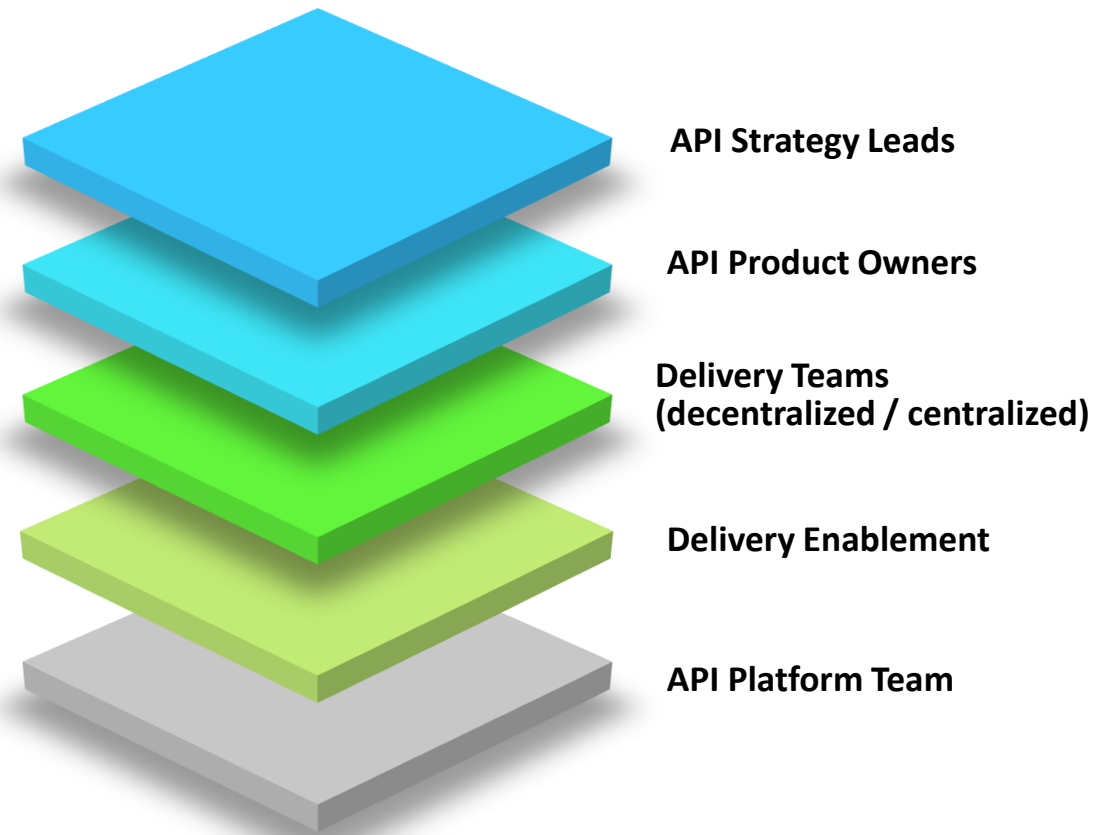 API Strategy Leads
API Product Owners
Delivery Teams
(decentralized / centralized)
Delivery Enablement
API Platform Team